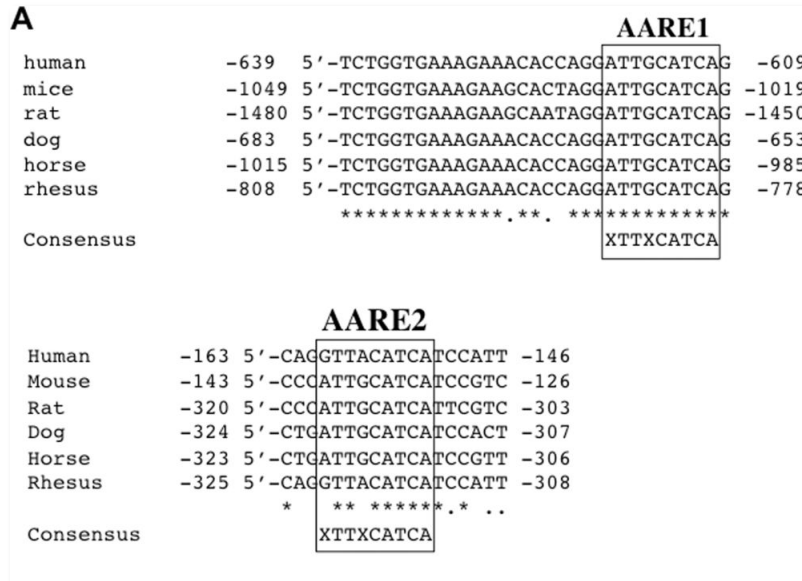 A
AARE1
human -639 5′-TCTGGTGAAAGAAACACCAGGATTGCATCAG -609
mice -1049 5′-TCTGGTGAAAGAAGCACTAGGATTGCATCAG -1019
rat -1480 5′-TCTGGTGAAAGAAGCAATAGGATTGCATCAG -1450
dog -683 5′-TCTGGTGAAAGAAACACCAGGATTGCATCAG -653
horse -1015 5′-TCTGGTGAAAGAAACACCAGGATTGCATCAG -985
rhesus -808 5′-TCTGGTGAAAGAAACACCAGGATTGCATCAG -778
*************.**. *************
Consensus XTTXCATCA
AARE2
Human -163 5′-CAGGTTACATCATCCATT -146
Mouse -143 5′-CCCATTGCATCATCCGTC -126
Rat -320 5′-CCCATTGCATCATTCGTC -303
Dog -324 5′-CTGATTGCATCATCCACT -307
Horse -323 5′-CTGATTGCATCATCCGTT -306
Rhesus -325 5′-CAGGTTACATCATCCATT -308
* ** ******.* ..
Consensus XTTXCATCA